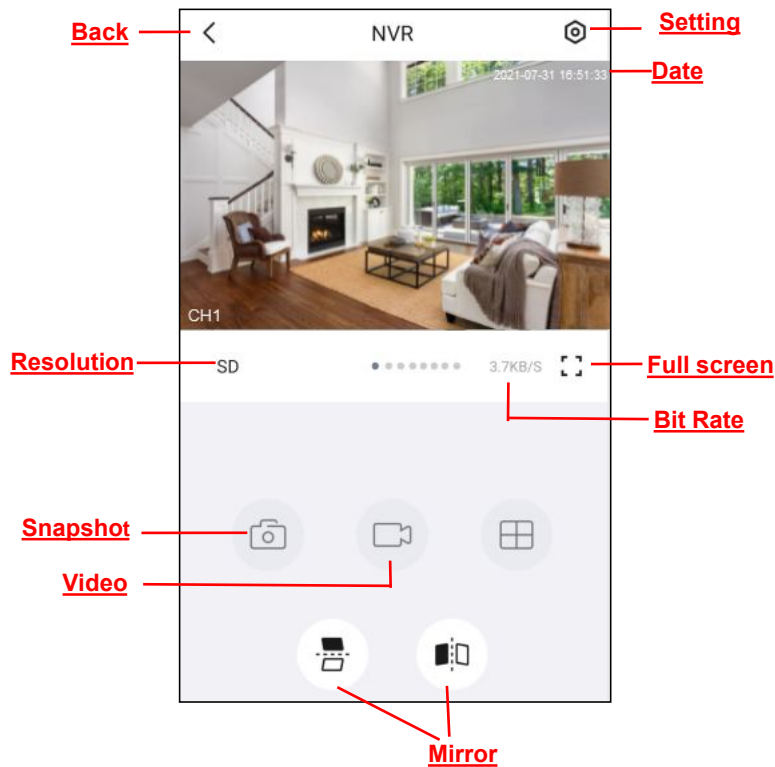 Back
NVR
Setting
2021-07-31 16:51:33
Date
CH1
Resolution
SD
3.7KB/S
Full screen
Bit Rate
Snapshot
Video
Mirror